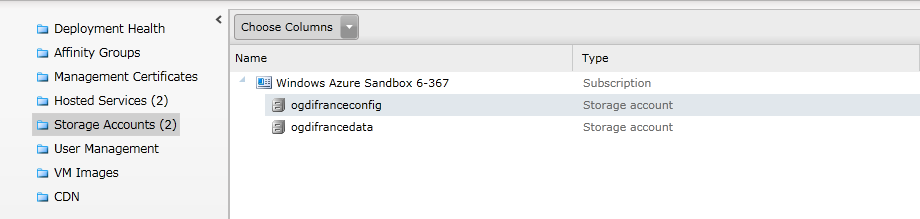 Deployment Health
Affinity Groups
Management Certificates
Hosted Services (2)
Storage Accounts (2)
User Management
VM Images
CDN
Choose Columns
Name Type
Windows Azure Sandbox 6-367 Subscription
ogdifranceconfig Storage account
ogdifrancedata Storage account